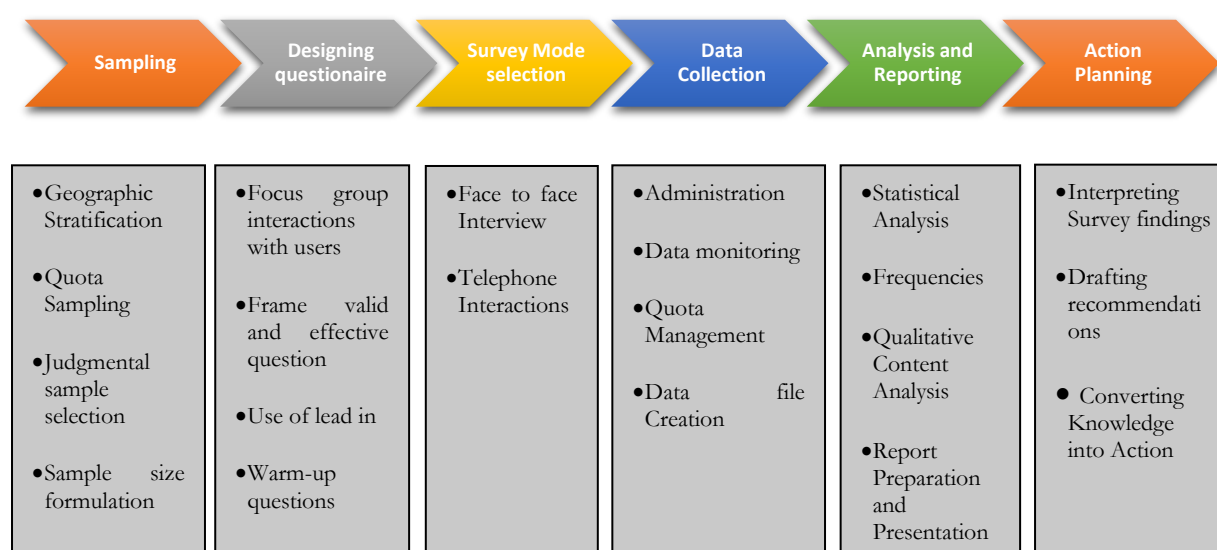 Sampling
Designing
questionaire
Survey Mode
selection
Data
Collection
Analysis and
Reporting
Action
Planning
•Geographic
Stratification
•Quota
Sampling
•Judgmental
sample
selection
•Sample size
formulation
•Focus group
interactions
with users
•Frame valid
and effective
question
•Use of lead in
•Warm-up
questions
•Face to face
Interview
•Telephone
Interactions
•Administration
•Data monitoring
•Quota
Management
•Data file
Creation
•Statistical
Analysis
•Frequencies
•Qualitative
Content
Analysis
•Report
Preparation
and
Presentation
•Interpreting
Survey findings
•Drafting
recommendati
ons
• Converting
Knowledge
into Action